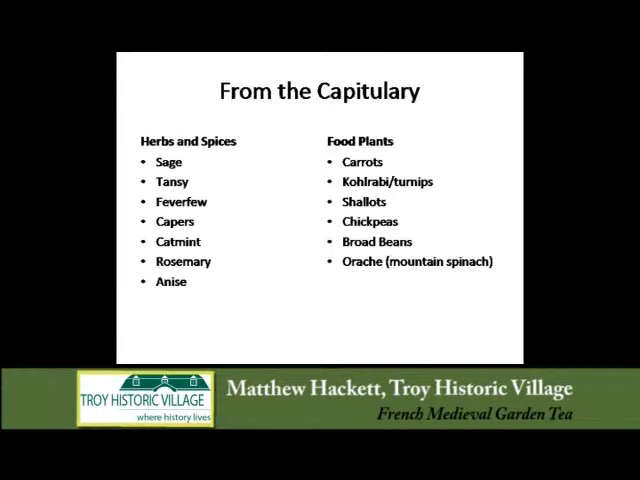 From the Capitulary
Herbs and Spices
• Sage
• Tansy
• Feverfew
• Capers
• Catmint
• Rosemary
• Anise
Food Plants
• Carrots
• Kohlrabi/turnips
• Shallots
• Chickpeas
• Broad Beans
• Orache (mountain spinach)
TROY HISTORIC VILLAGE
where history lives
Matthew Hackett, Troy Historic Village
French Medieval Garden Tea